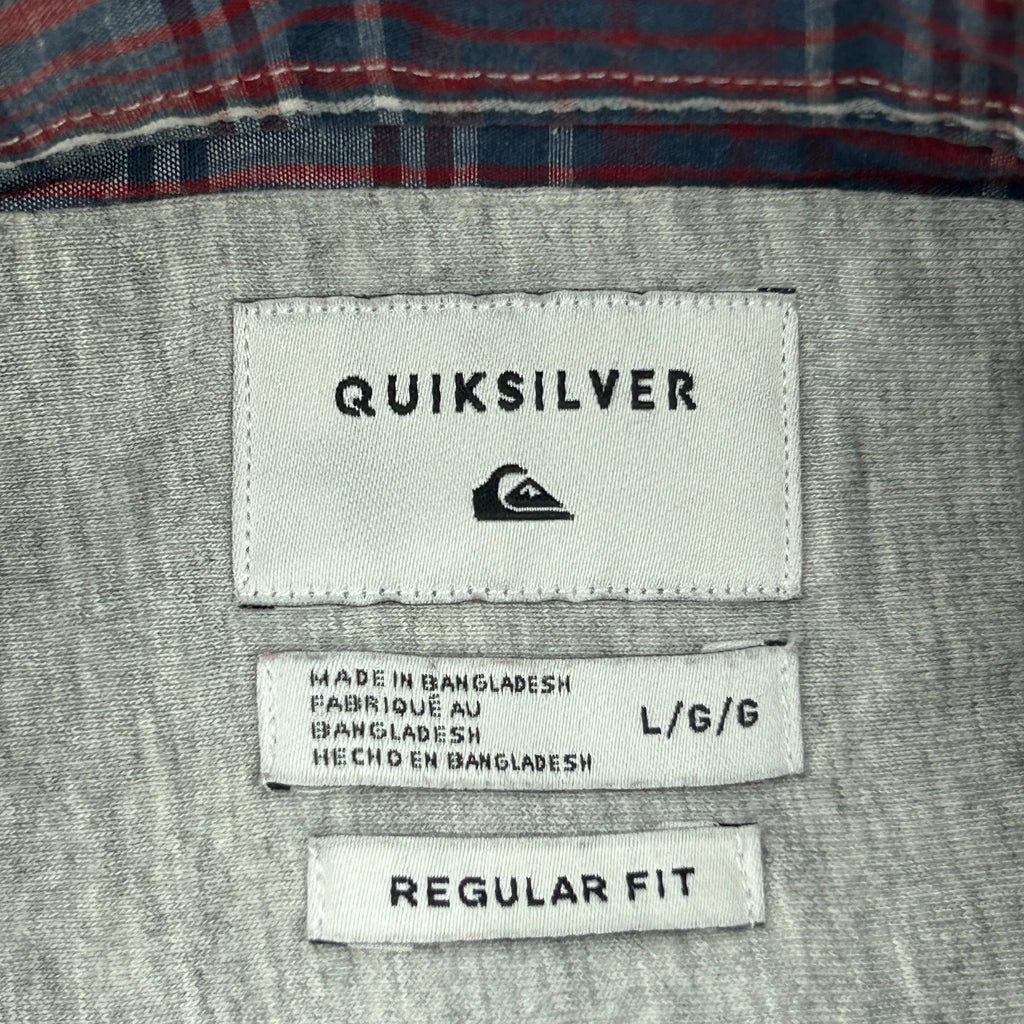 QUIKSILVER
MADE IN BANGLADESH
FABRIQUÉ AU
BANGLADESH
HECHO EN BANGLADESH
L/G/G
REGULAR FIT